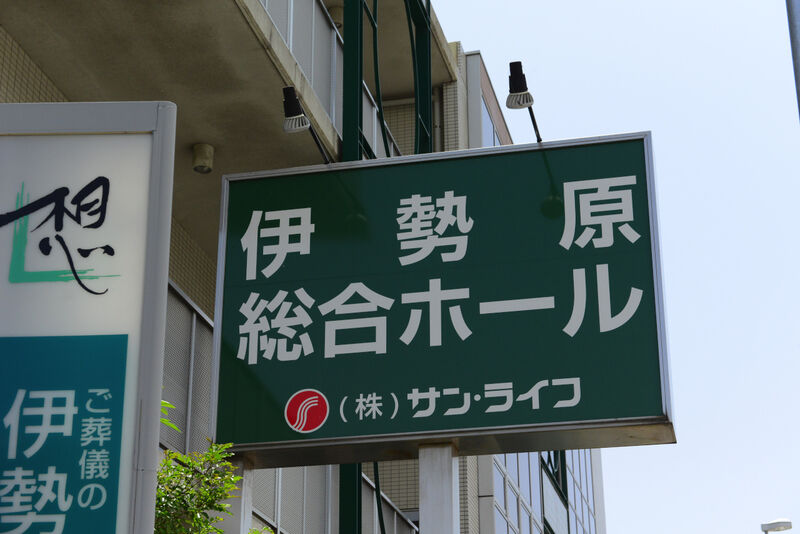 想
ご葬儀の
伊勢
伊勢原
総合ホール
(株)サン・ライフ